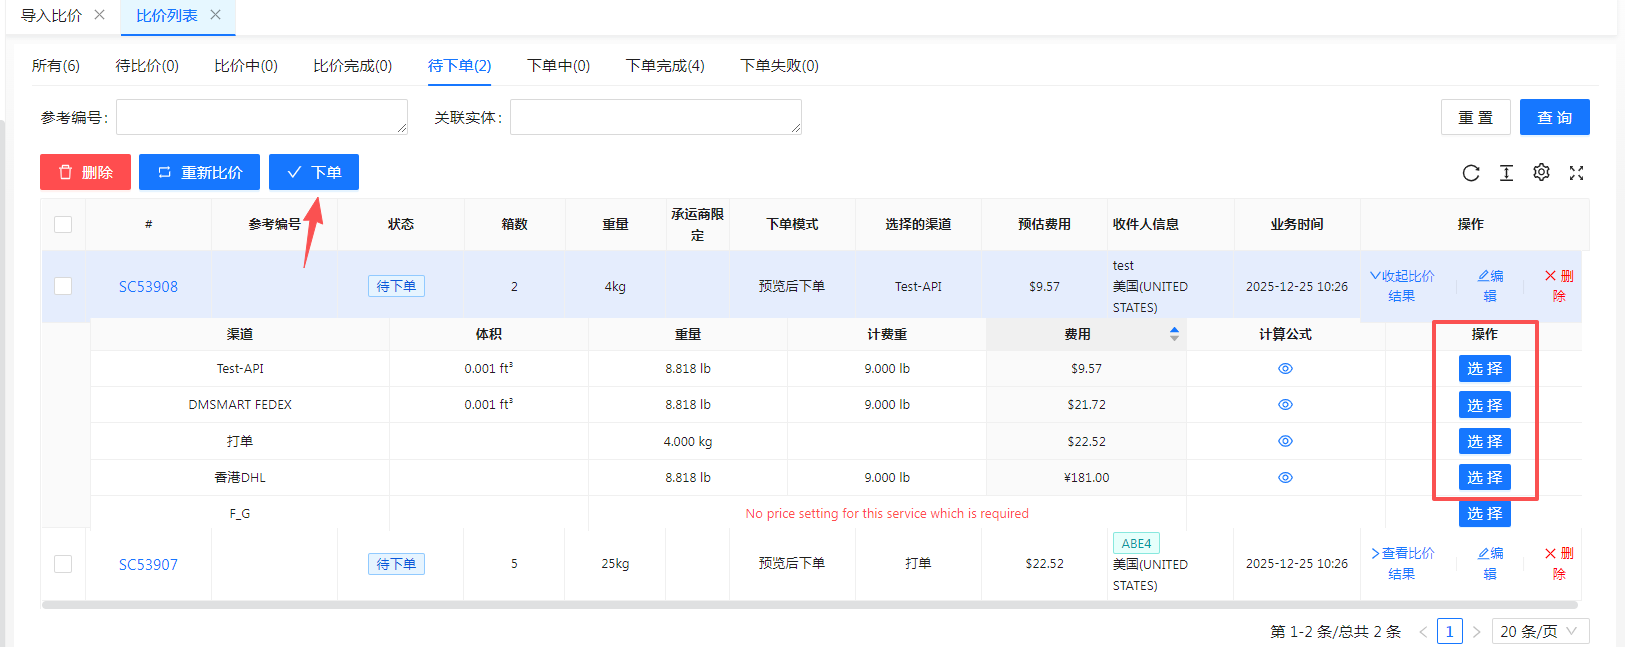 导入比价 比价列表
所有(6) 待比价(0) 比价中(0) 比价完成(0) 待下单(2) 下单中(0) 下单完成(4) 下单失败(0)
参考编号: 关联实体: 重 置 查 询
删除 重新比价 下单
# 参考编号 状态 箱数 重量 承运商限 下单模式 选择的渠道 预估费用 收件人信息 业务时间 操作
定
SC53908 待下单 2 4kg 预览后下单 Test-API $9.57 test 2025-12-25 10:26 收起比价 编 删
美国(UNITED 结果 辑 除
STATES)
渠道 体积 重量 计费重 费用 计算公式 操作
Test-API 0.001 ft³ 8.818 lb 9.000 lb $9.57 选 择
DMSMART FEDEX 0.001 ft³ 8.818 lb 9.000 lb $21.72 选 择
打单 4.000 kg $22.52 选 择
香港DHL 8.818 lb 9.000 lb ¥181.00 选 择
F_G No price setting for this service which is required 选 择
SC53907 待下单 5 25kg 预览后下单 打单 $22.52 ABE4 2025-12-25 10:26 查看比价 编 删
美国(UNITED 结果 辑 除
STATES)
第 1-2 条/总共 2 条 1 20 条/页